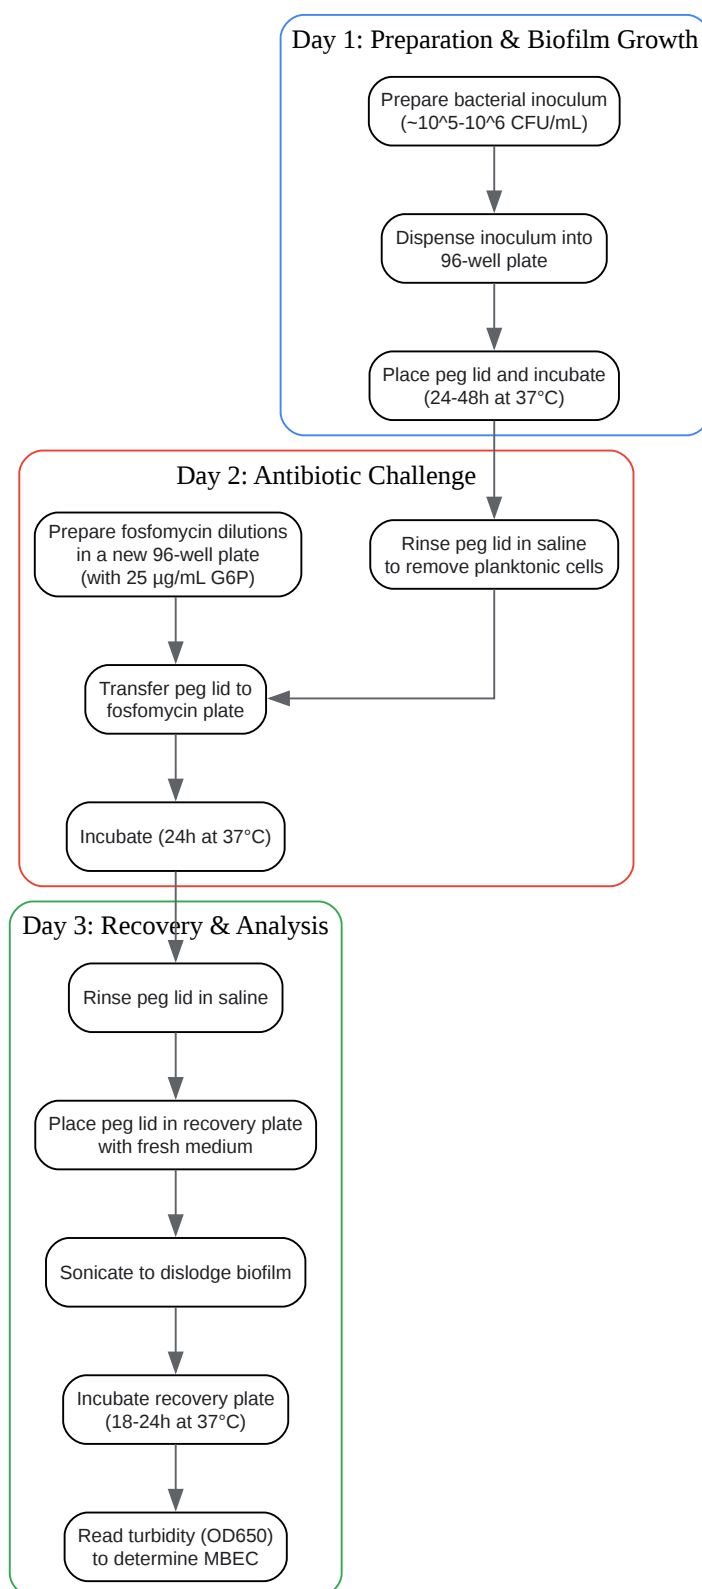 Day 1: Preparation & Biofilm Growth
Prepare bacterial inoculum
(~10^5-10^6 CFU/mL)
Dispense inoculum into
96-well plate
Place peg lid and incubate
(24-48h at 37°C)
Day 2: Antibiotic Challenge
Prepare fosfomycin dilutions
in a new 96-well plate
(with 25 µg/mL G6P)
Rinse peg lid in saline
to remove planktonic cells
Transfer peg lid to
fosfomycin plate
Incubate (24h at 37°C)
Day 3: Recovery & Analysis
Rinse peg lid in saline
Place peg lid in recovery plate
with fresh medium
Sonicate to dislodge biofilm
Incubate recovery plate
(18-24h at 37°C)
Read turbidity (OD650)
to determine MBEC